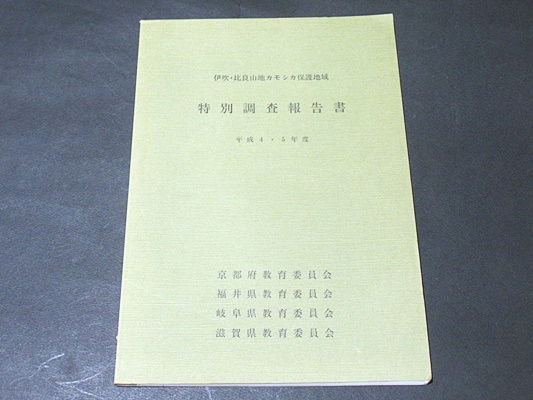 伊吹・比良山地カモシカ保護地域
特別調査報告書
平成4・5年度
京都府教育委員会
福井県教育委員会
岐阜県教育委員会
滋賀県教育委員会